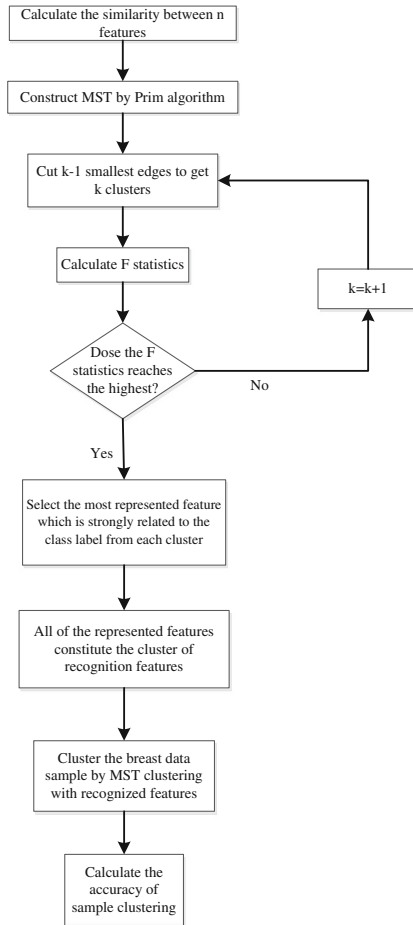 Calculate the similarity between n
features
Construct MST by Prim algorithm
Cut k-1 smallest edges to get
k clusters
Calculate F statistics
k=k+1
Dose the F
statistics reaches
the highest?
No
Yes
Select the most represented feature
which is strongly related to the
class label from each cluster
All of the represented features
constitute the cluster of
recognition features
Cluster the breast data
sample by MST clustering
with recognized features
Calculate the
accuracy of
sample clustering